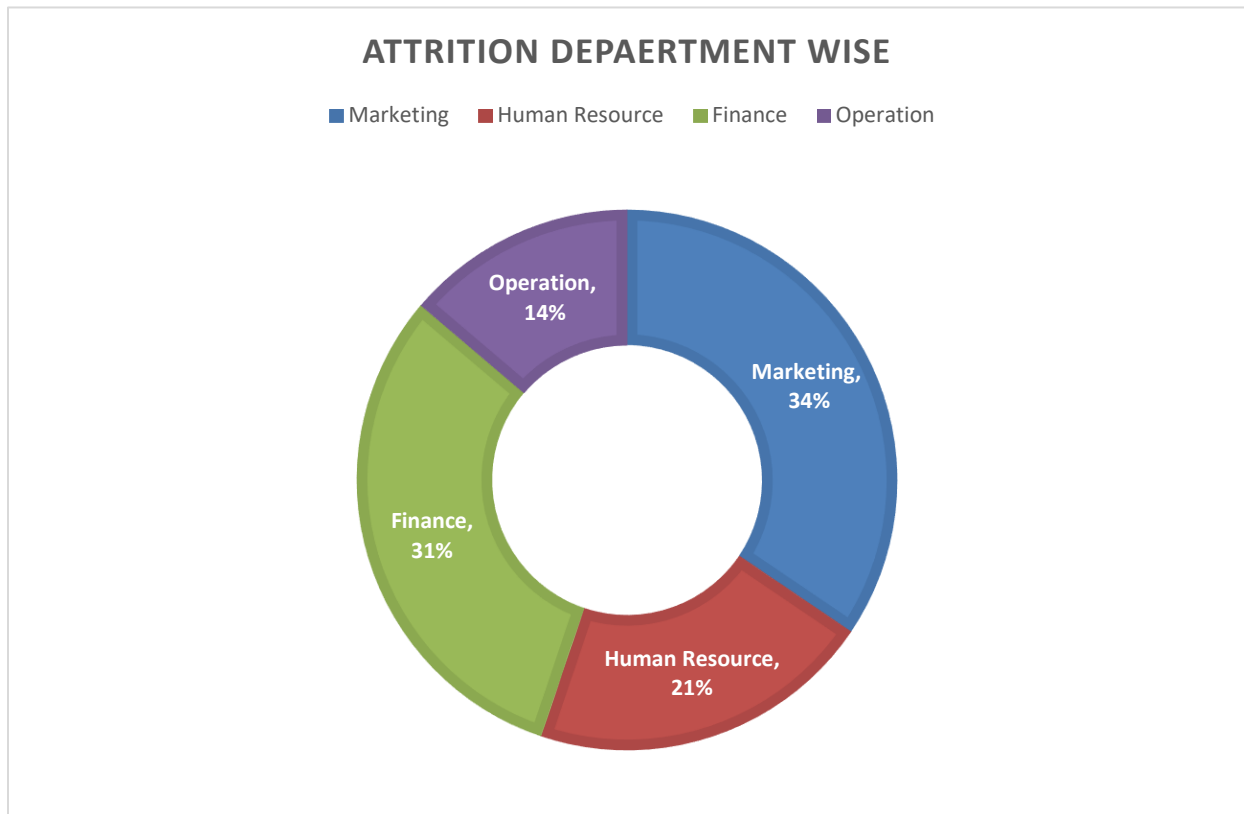 ATTRITION DEPAERTMENT WISE
Marketing Human Resource Finance Operation
Operation,
14%
Marketing,
34%
Finance,
31%
Human Resource,
21%